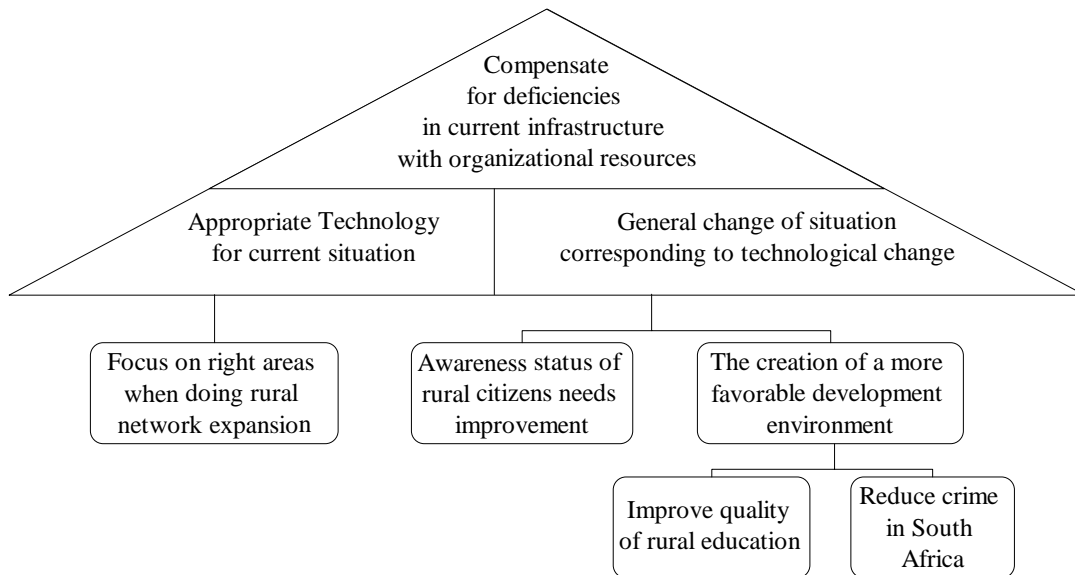 Compensate
for deficiencies
in current infrastructure
with organizational resources
Appropriate Technology
for current situation
General change of situation
corresponding to technological change
Focus on right areas
when doing rural
network expansion
Awareness status of
rural citizens needs
improvement
The creation of a more
favorable development
environment
Improve quality
of rural education
Reduce crime
in South
Africa